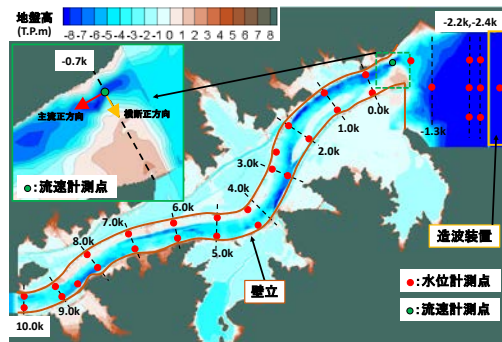 地盤高
(T.P.m)
-8 -7 -6 -5 -4 -3 -2 -1 0 1 2 3 4 5 6 7 8
-2.2k,-2.4k
-0.7k
主流正方向
横断正方向
●:流速計測点
0.0k
1.0k
-1.3k
2.0k
3.0k
4.0k
造波装置
6.0k
7.0k
5.0k
8.0k
壁立
●:水位計測点
9.0k
●:流速計測点
10.0k